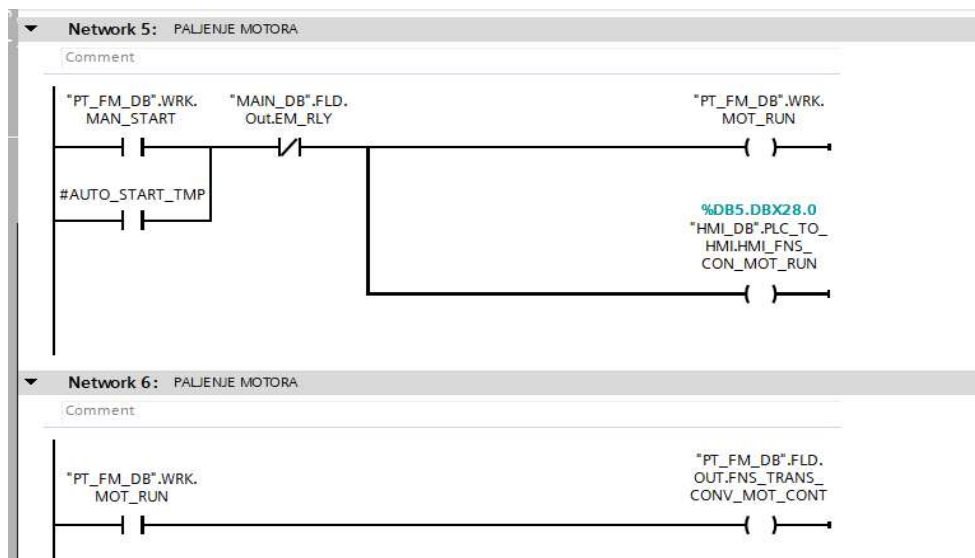 Network 5: PALJENJE MOTORA
Comment
"PT_FM_DB".WRK.
MAN_START
"MAIN_DB".FLD.
Out.EM_RLY
"PT_FM_DB".WRK.
MOT_RUN
#AUTO_START_TMP
%DB5.DBX28.0
"HMI_DB".PLC_TO_
HMI.HMI_FNS_
CON_MOT_RUN
Network 6: PALJENJE MOTORA
Comment
"PT_FM_DB".WRK.
MOT_RUN
"PT_FM_DB".FLD.
OUT.FNS_TRANS_
CONV_MOT_CONT